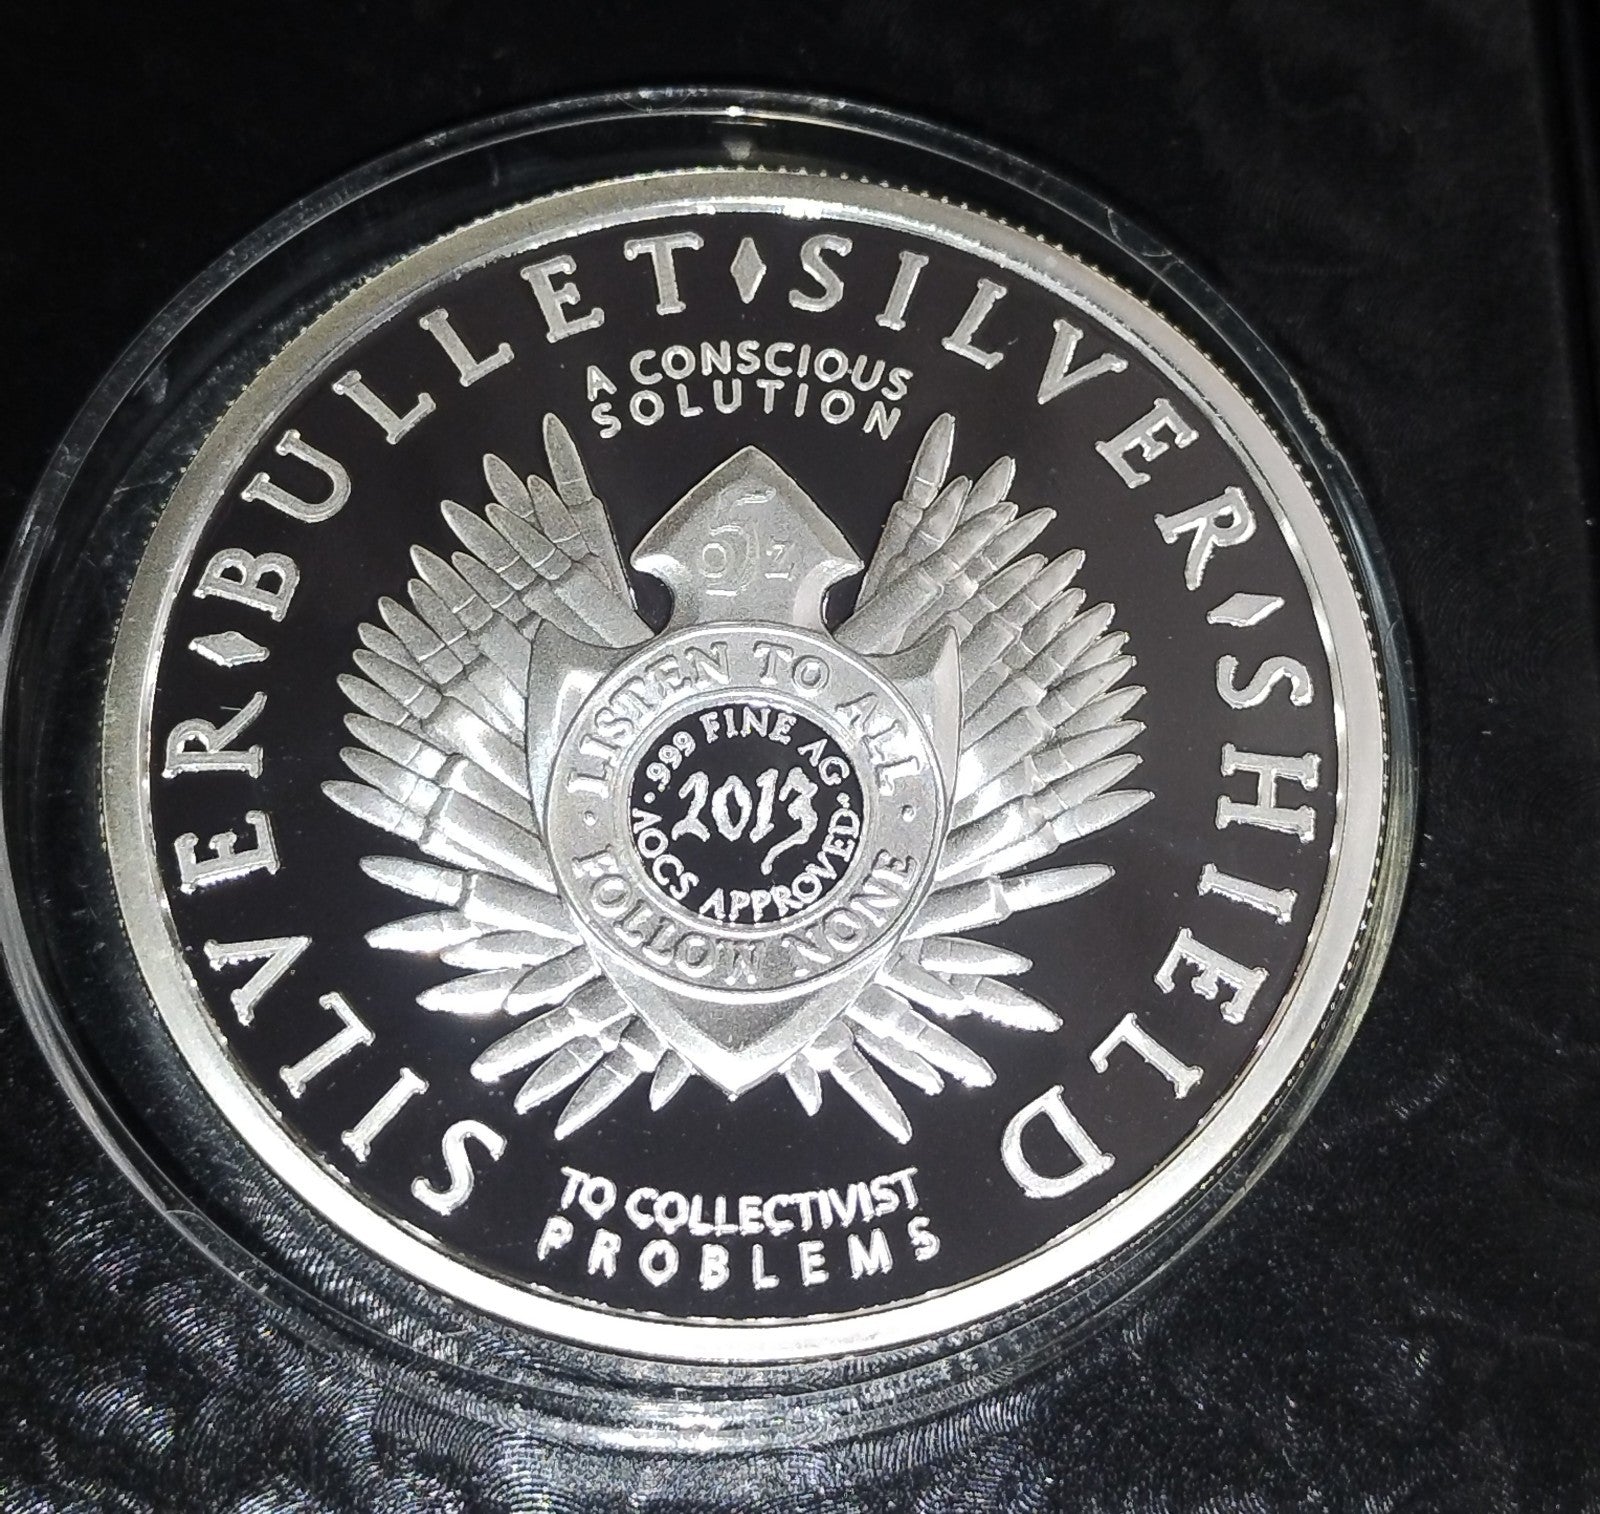 SILVER BULLET SILVER SHIELD
A CONSCIOUS
SOLUTION
5
OZ
LISTEN TO ALL
.999 FINE AG
2013
AOCS APPROVED
FOLLOW NONE
TO COLLECTIVIST
PROBLEMS